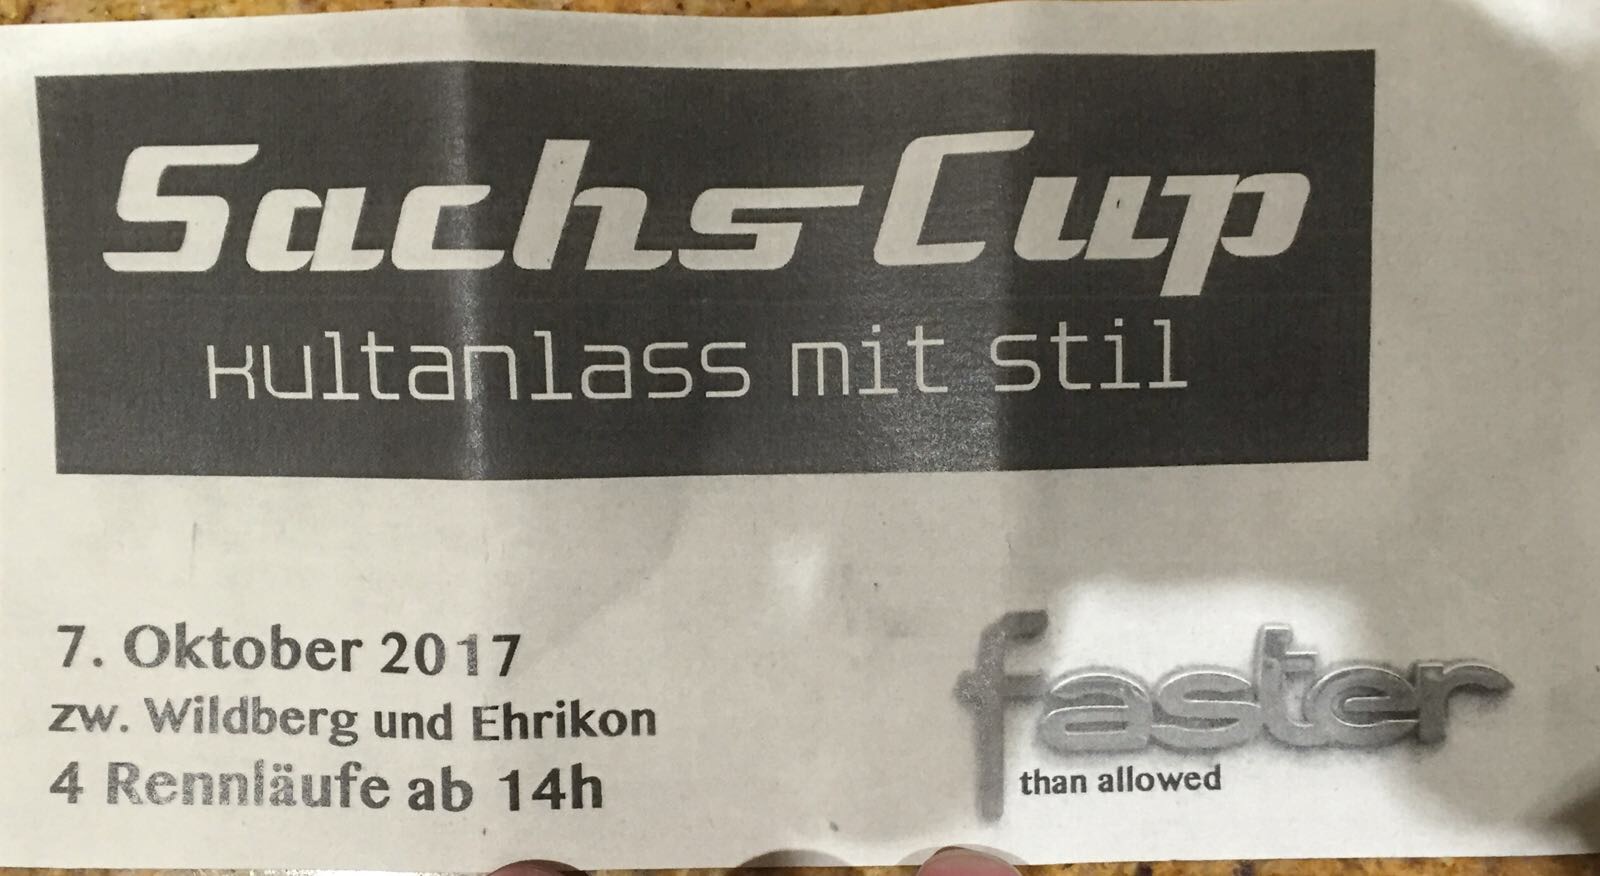 Sachs Cup
kultanlass mit stil
7. Oktober 2017
zw. Wildberg und Ehrikon
4 Rennläufe ab 14h
faster
than allowed